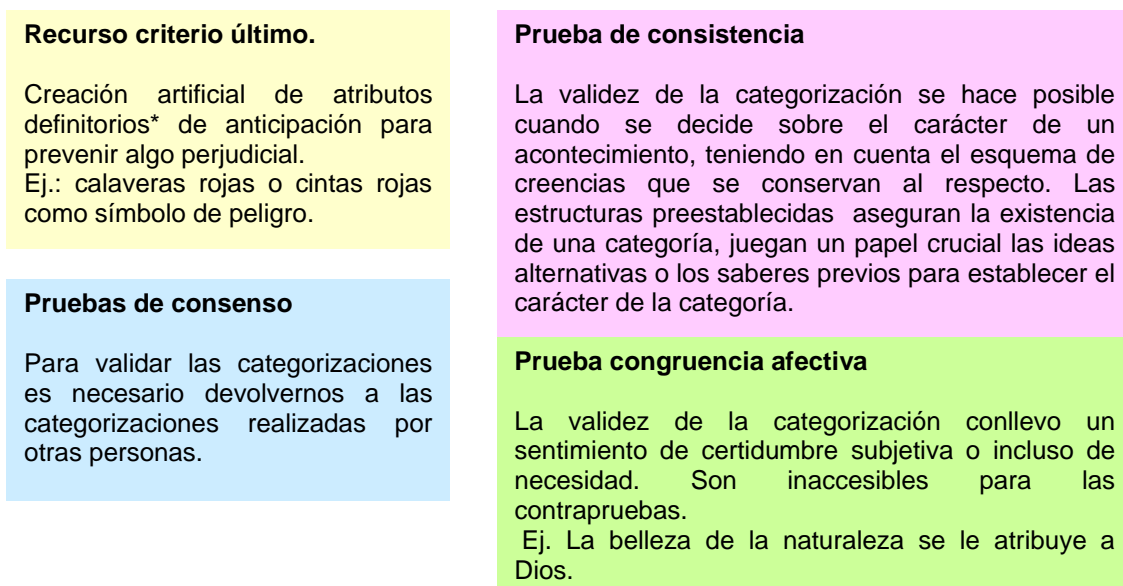 Recurso criterio último.
Creación artificial de atributos
definitorios* de anticipación para
prevenir algo perjudicial.
Ej.: calaveras rojas o cintas rojas
como símbolo de peligro.
Pruebas de consenso
Para validar las categorizaciones
es necesario devolvernos a las
categorizaciones realizadas por
otras personas.
Prueba de consistencia
La validez de la categorización se hace posible
cuando se decide sobre el carácter de un
acontecimiento, teniendo en cuenta el esquema de
creencias que se conservan al respecto. Las
estructuras preestablecidas aseguran la existencia
de una categoría, juegan un papel crucial las ideas
alternativas o los saberes previos para establecer el
carácter de la categoría.
Prueba congruencia afectiva
La validez de la categorización conllevo un
sentimiento de certidumbre subjetiva o incluso de
necesidad. Son inaccesibles para las
contrapruebas.
Ej. La belleza de la naturaleza se le atribuye a
Dios.